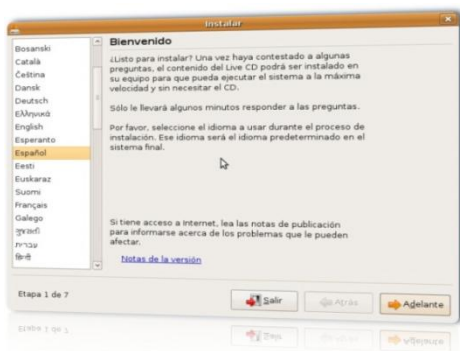 Instalar
Bosanski
Català
Čeština
Dansk
Deutsch
Ελληνικά
English
Esperanto
Español
Eesti
Euskaraz
Suomi
Français
Galego
ગુજરાતી
עברית
हिन्दी
Bienvenido
¿Listo para instalar? Una vez haya contestado a algunas
preguntas, el contenido del Live CD podrá ser instalado en
su equipo para que pueda ejecutar el sistema a la máxima
velocidad y sin necesitar el CD.
Sólo le llevará algunos minutos responder a las preguntas.
Por favor, seleccione el idioma a usar durante el proceso de
instalación. Ese idioma será el idioma predeterminado en el
sistema final.
Si tiene acceso a Internet, lea las notas de publicación
para informarse acerca de los problemas que le pueden
afectar.
Notas de la versión
Etapa 1 de 7
Salir
Atrás
Adelante